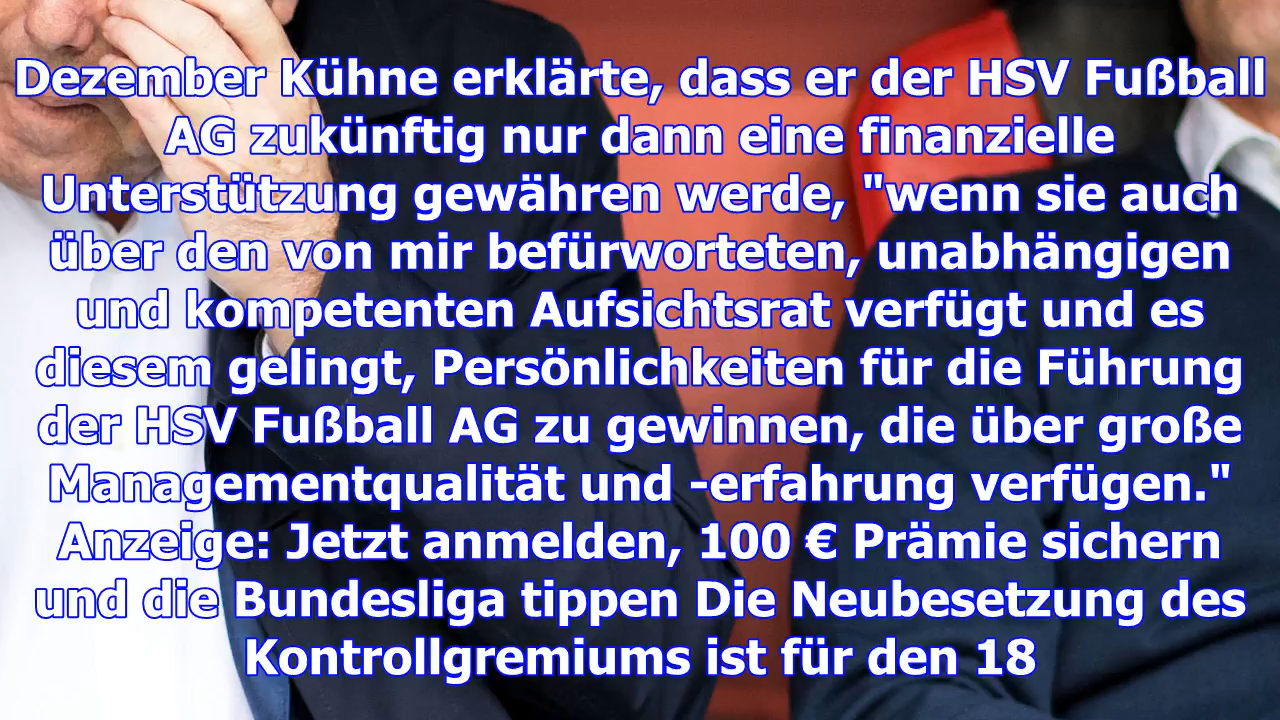 Dezember Kühne erklärte, dass er der HSV Fußball
AG zukünftig nur dann eine finanzielle
Unterstützung gewähren werde, "wenn sie auch
über den von mir befürworteten, unabhängigen
und kompetenten Aufsichtsrat verfügt und es
diesem gelingt, Persönlichkeiten für die Führung
der HSV Fußball AG zu gewinnen, die über große
Managementqualität und -erfahrung verfügen."
Anzeige: Jetzt anmelden, 100 € Prämie sichern
und die Bundesliga tippen Die Neubesetzung des
Kontrollgremiums ist für den 18